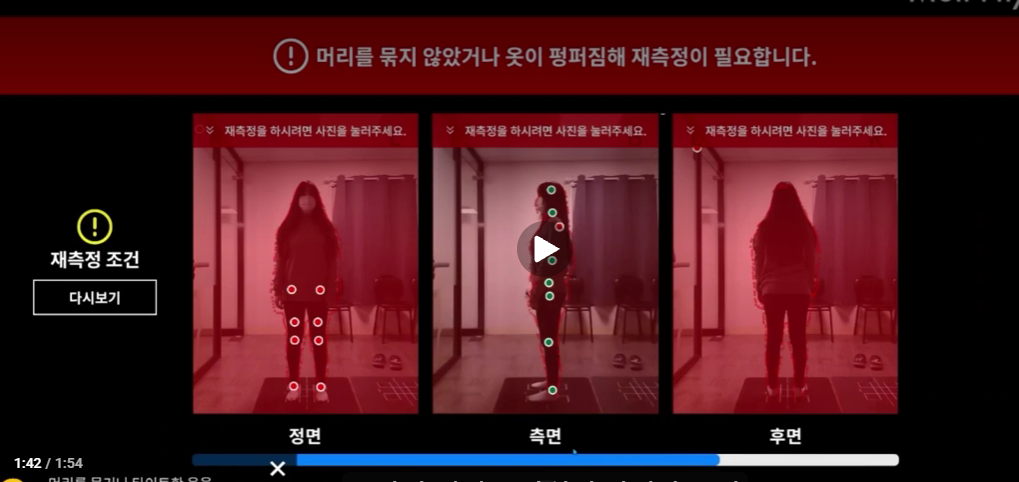 머리를 묶지 않았거나 옷이 펑퍼짐해 재측정이 필요합니다.
재측정을 하시려면 사진을 눌러주세요.
재측정을 하시려면 사진을 눌러주세요.
재측정을 하시려면 사진을 눌러주세요.
재측정 조건
다시보기
정면
측면
후면
1:42 / 1:54